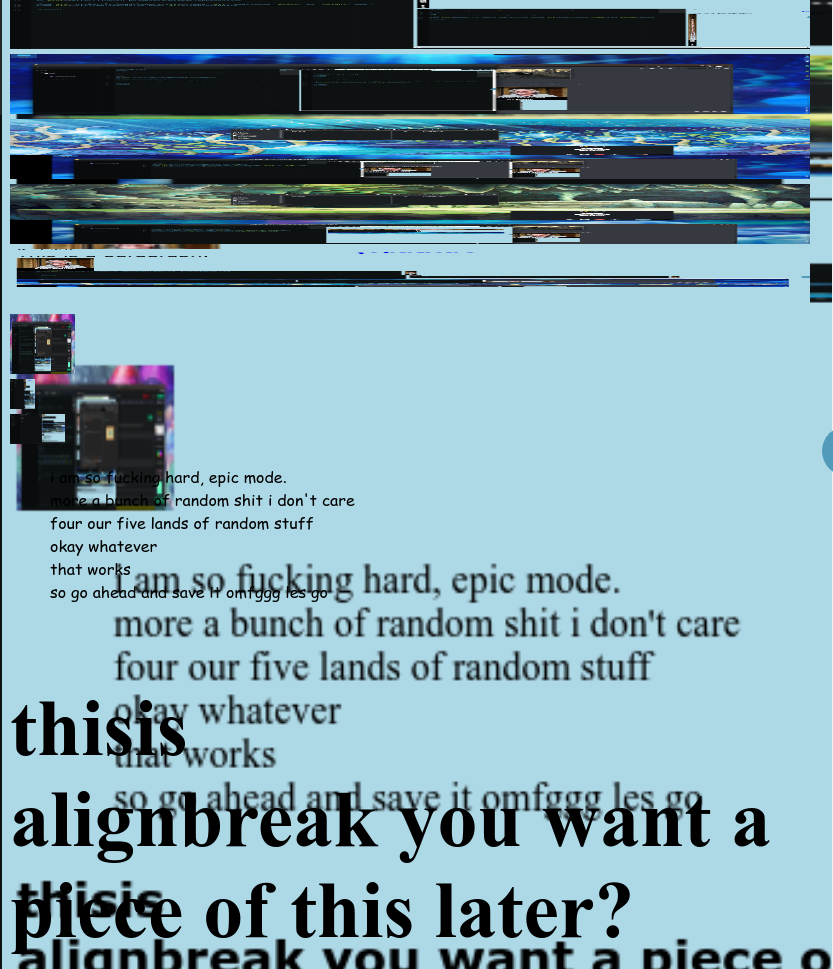 i am so fucking hard, epic mode.
more a bunch of random shit i don't care
four our five lands of random stuff
okay whatever
that works
so go ahead and save it omfggg les go
i am so fucking hard, epic mode.
more a bunch of random shit i don't care
four our five lands of random stuff
okay whatever
that works
so go ahead and save it omfggg les go
thisis
alignbreak you want a
piece of this later?
thisis
alignbreak you want a piece o